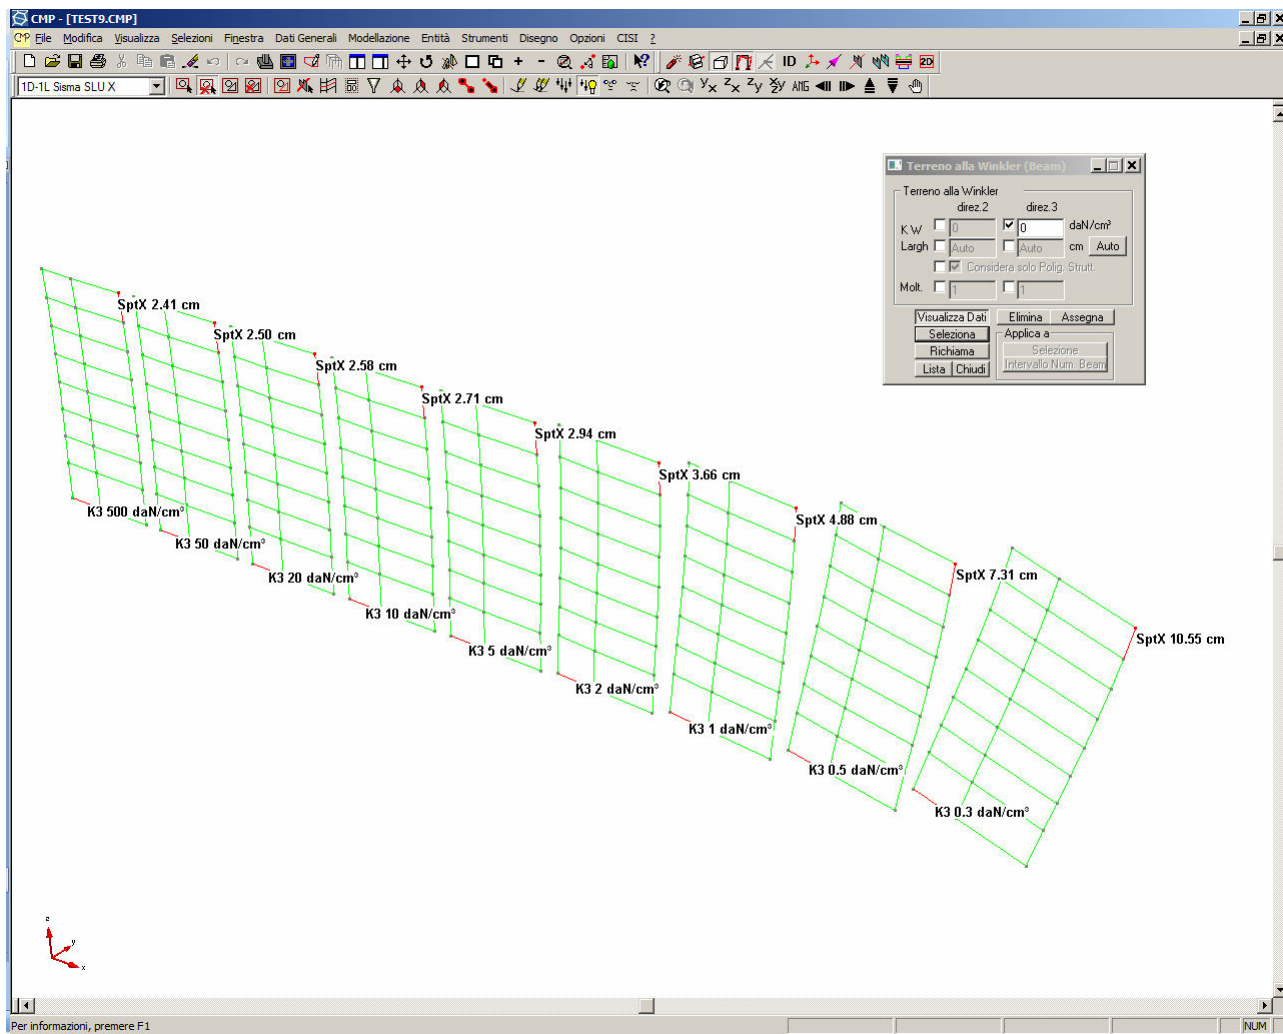 CMP - [TEST9.CMP]
CMP File Modifica Visualizza Selezioni Finestra Dati Generali Modellazione Entità Strumenti Disegno Opzioni CISI ?
ID 2D
1D-1L Sisma SLU X
Yx Zx Zy ANG
Terreno alla Winkler (Beam)
Terreno alla Winkler
direz.2 direz.3
K W 0 0 daN/cm³
Largh Auto Auto cm Auto
Considera solo Polig. Strutt.
Molt. 1 1
Visualizza Dati Elimina Assegna
Seleziona Applica a
Richiama Selezione
Lista Chiudi Intervallo Num. Beam
SptX 2.41 cm
SptX 2.50 cm
SptX 2.58 cm
SptX 2.71 cm
SptX 2.94 cm
SptX 3.66 cm
SptX 4.88 cm
SptX 7.31 cm
SptX 10.55 cm
K3 500 daN/cm³
K3 50 daN/cm³
K3 20 daN/cm³
K3 10 daN/cm³
K3 5 daN/cm³
K3 2 daN/cm³
K3 1 daN/cm³
K3 0.5 daN/cm³
K3 0.3 daN/cm³
z
y
x
Per informazioni, premere F1
NUM